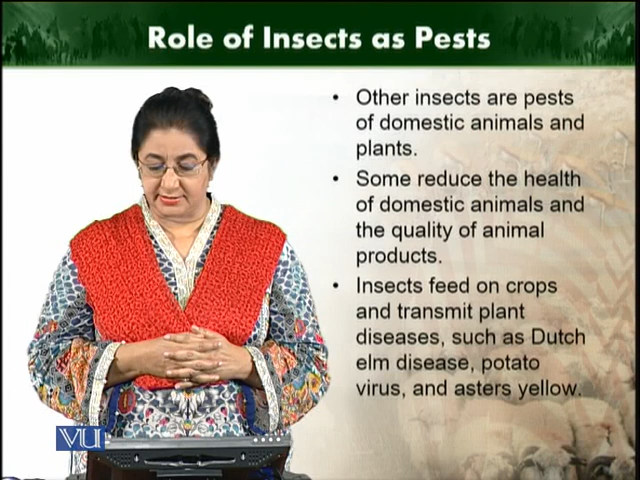 Role of Insects as Pests
• Other insects are pests
of domestic animals and
plants.
• Some reduce the health
of domestic animals and
the quality of animal
products.
• Insects feed on crops
and transmit plant
diseases, such as Dutch
elm disease, potato
virus, and asters yellow.
VU